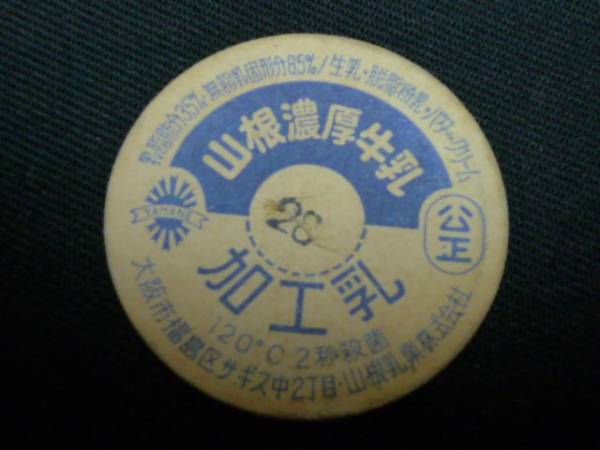 乳脂肪分3.5%・無脂乳固形分8.5%/生乳・脱脂粉乳・バター・クリーム
山根濃厚牛乳
YAMANE
公正
28
加工乳
120°C2秒殺菌
大阪市福島区サギス中2丁目・山根乳業株式会社